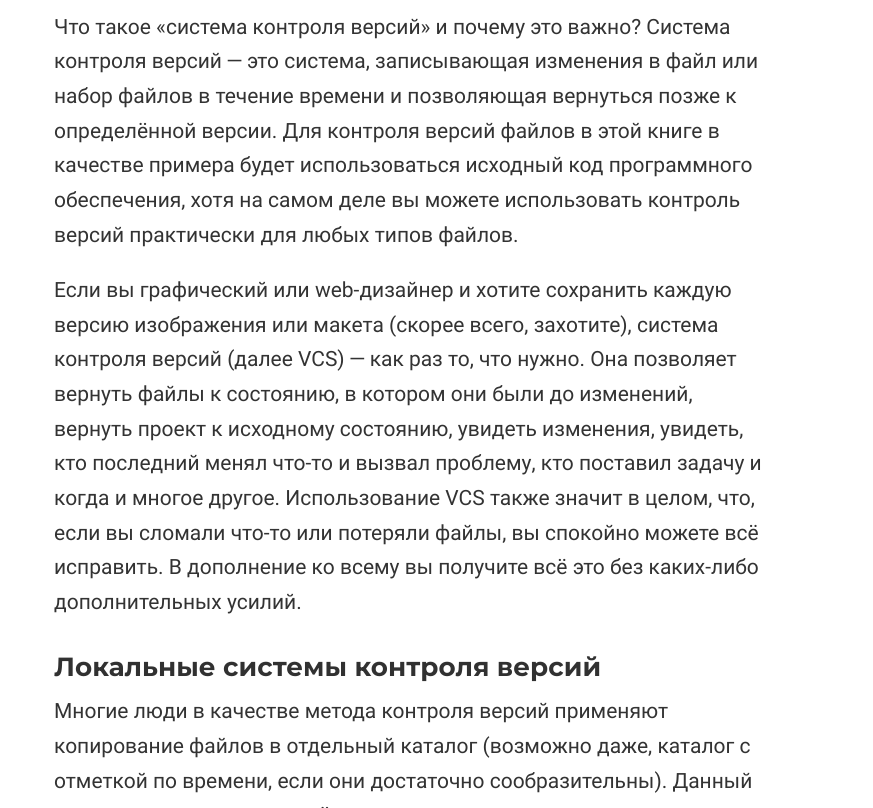 Что такое «система контроля версий» и почему это важно? Система
контроля версий — это система, записывающая изменения в файл или
набор файлов в течение времени и позволяющая вернуться позже к
определённой версии. Для контроля версий файлов в этой книге в
качестве примера будет использоваться исходный код программного
обеспечения, хотя на самом деле вы можете использовать контроль
версий практически для любых типов файлов.
Если вы графический или web-дизайнер и хотите сохранить каждую
версию изображения или макета (скорее всего, захотите), система
контроля версий (далее VCS) — как раз то, что нужно. Она позволяет
вернуть файлы к состоянию, в котором они были до изменений,
вернуть проект к исходному состоянию, увидеть изменения, увидеть,
кто последний менял что-то и вызвал проблему, кто поставил задачу и
когда и многое другое. Использование VCS также значит в целом, что,
если вы сломали что-то или потеряли файлы, вы спокойно можете всё
исправить. В дополнение ко всему вы получите всё это без каких-либо
дополнительных усилий.
Локальные системы контроля версий
Многие люди в качестве метода контроля версий применяют
копирование файлов в отдельный каталог (возможно даже, каталог с
отметкой по времени, если они достаточно сообразительны). Данный